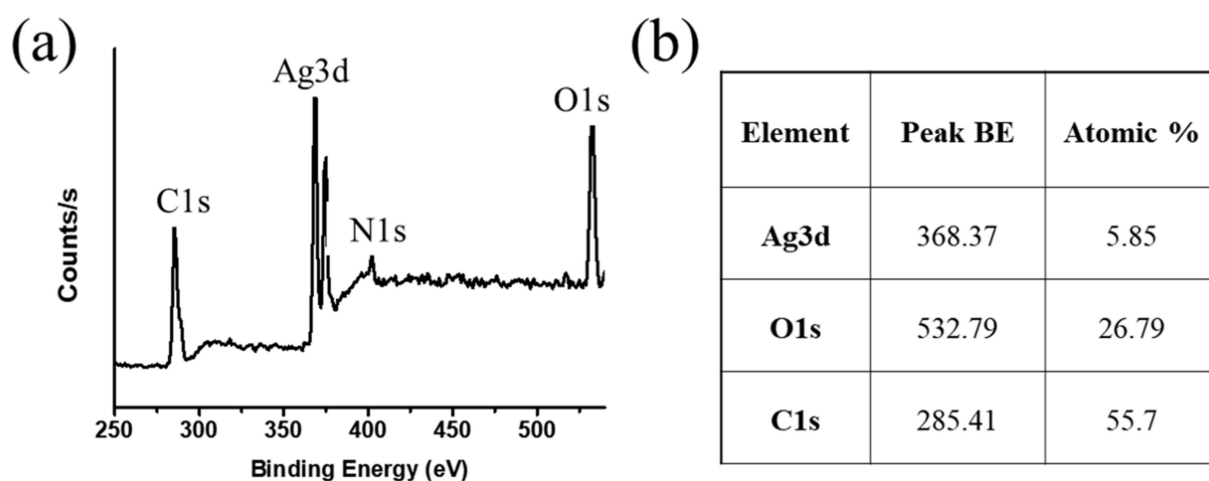 (a)
Counts/s
C1s
Ag3d
N1s
O1s
250 300 350 400 450 500
Binding Energy (eV)
(b)
Element Peak BE Atomic %
Ag3d 368.37 5.85
O1s 532.79 26.79
C1s 285.41 55.7